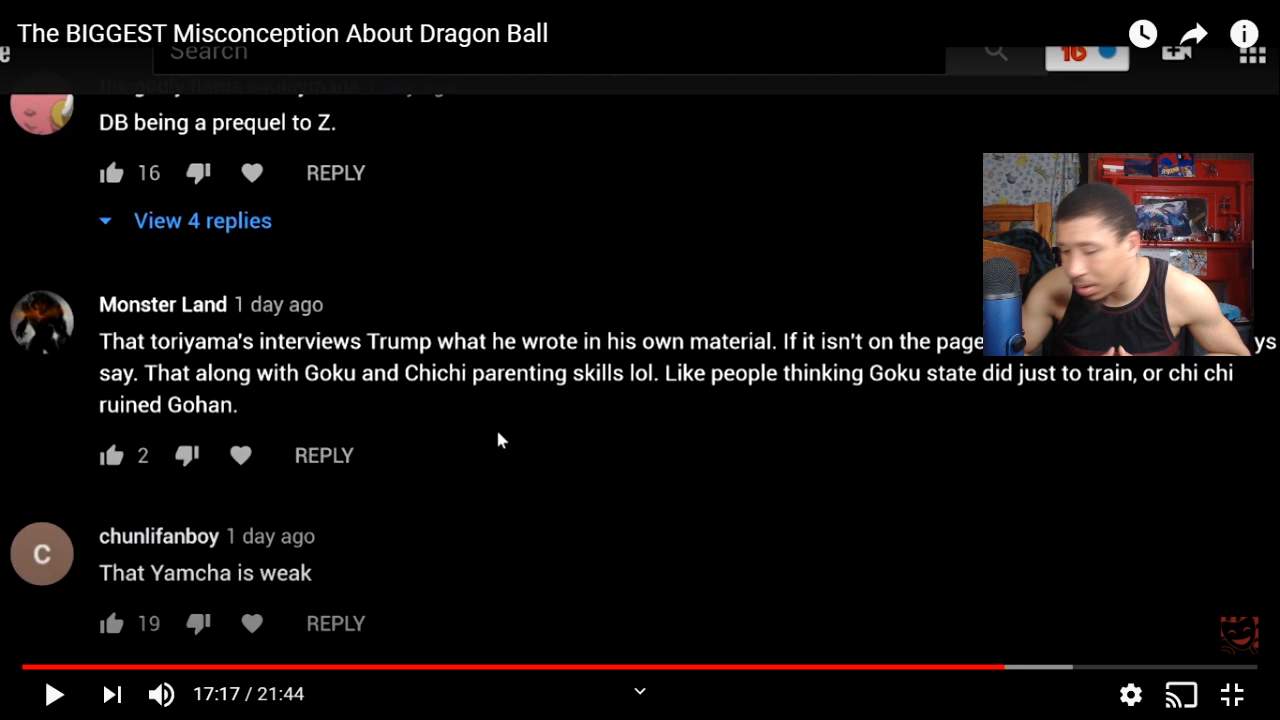 The BIGGEST Misconception About Dragon Ball
Search
DB being a prequel to Z.
16 REPLY
View 4 replies
Monster Land 1 day ago
That toriyama's interviews Trump what he wrote in his own material. If it isn't on the page ys
say. That along with Goku and Chichi parenting skills lol. Like people thinking Goku state did just to train, or chi chi
ruined Gohan.
2 REPLY
chunlifanboy 1 day ago
C
That Yamcha is weak
19 REPLY
17:17 / 21:44